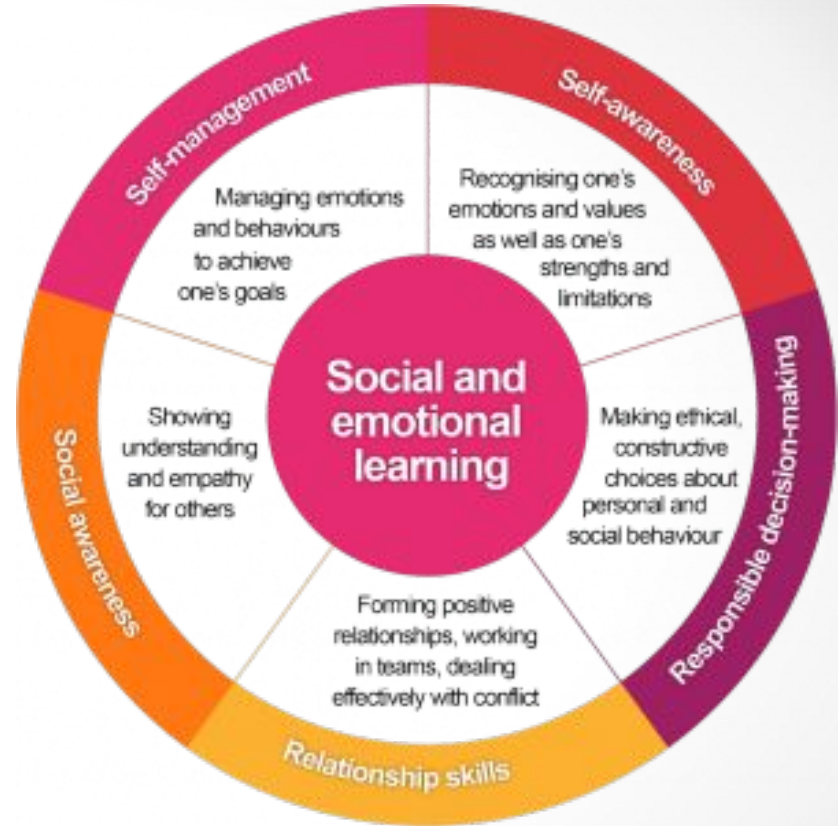 Self-management
Managing emotions
and behaviours
to achieve
one's goals
Self-awareness
Recognising one's
emotions and values
as well as one's
strengths and
limitations
Social and
emotional
learning
Showing
understanding
and empathy
for others
Social awareness
Making ethical,
constructive
choices about
personal and
social behaviour
Responsible decision-making
Forming positive
relationships, working
in teams, dealing
effectively with conflict
Relationship skills